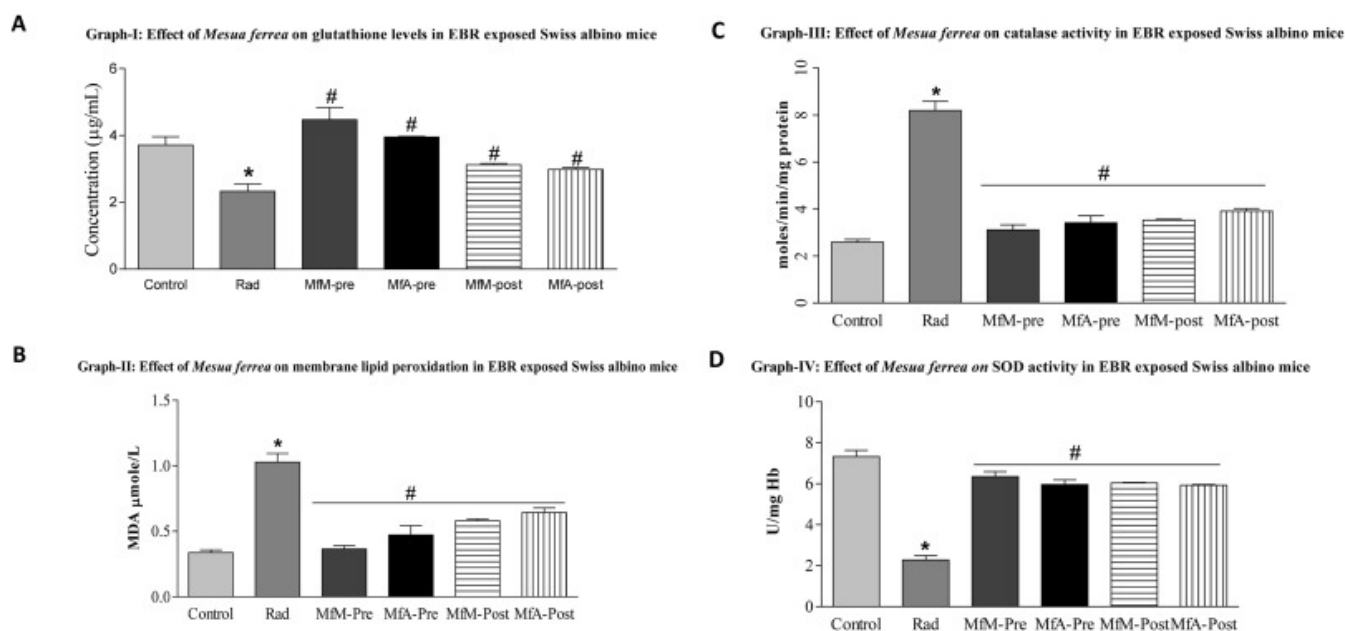 A
Graph-I: Effect of Mesua ferrea on glutathione levels in EBR exposed Swiss albino mice
Concentration (µg/mL)
6
4
2
0
#
*
#
#
#
Control Rad MfM-pre MfA-pre MfM-post MfA-post
B
Graph-II: Effect of Mesua ferrea on membrane lipid peroxidation in EBR exposed Swiss albino mice
MDA µmole/L
1.5
1.0
0.5
0.0
*
#
Control Rad MfM-Pre MfA-Pre MfM-Post MfA-Post
C
Graph-III: Effect of Mesua ferrea on catalase activity in EBR exposed Swiss albino mice
moles/min/mg protein
10
8
6
4
2
0
*
#
Control Rad MfM-pre MfA-pre MfM-post MfA-post
D
Graph-IV: Effect of Mesua ferrea on SOD activity in EBR exposed Swiss albino mice
U/mg Hb
10
8
6
4
2
0
*
#
Control Rad MfM-Pre MfA-Pre MfM-Post MfA-Post